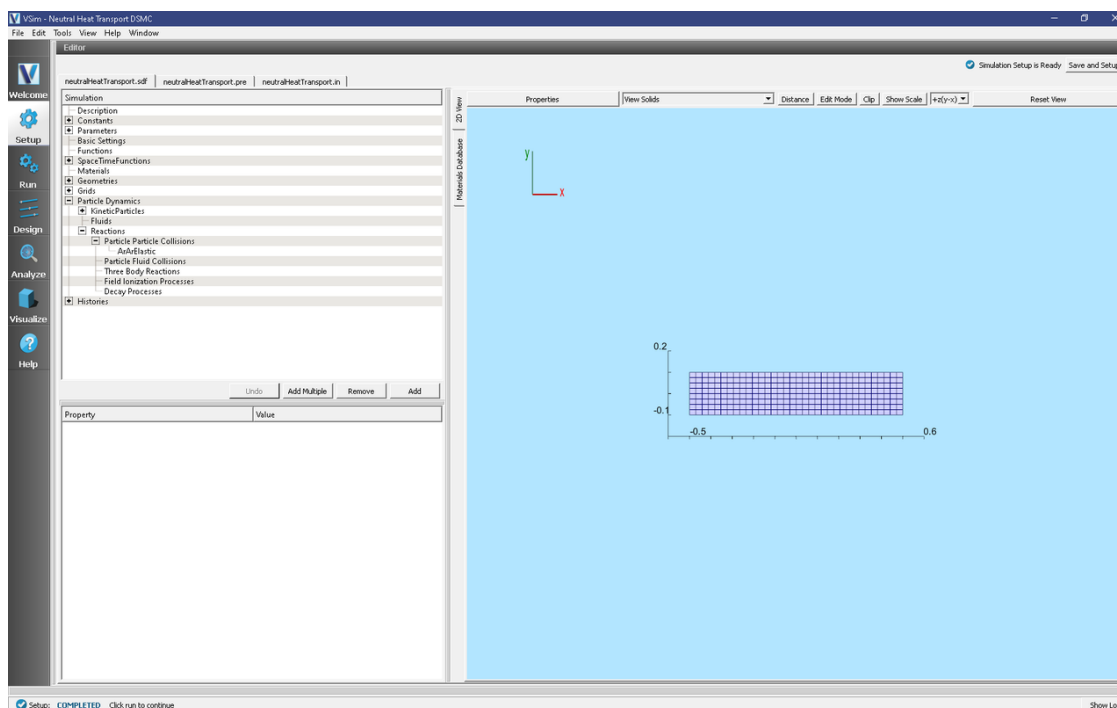 VSim - Neutral Heat Transport DSMC
File Edit Tools View Help Window
Editor
Simulation Setup is Ready Save and Setup
neutralHeatTransport.sdf neutralHeatTransport.pre neutralHeatTransport.in
Welcome
Setup
Run
Design
Analyze
Visualize
Help
Simulation
Description
Constants
Parameters
Basic Settings
Functions
SpaceTimeFunctions
Materials
Geometries
Grids
Particle Dynamics
KineticParticles
Fluids
Reactions
Particle Particle Collisions
ArArElastic
Particle Fluid Collisions
Three Body Reactions
Field Ionization Processes
Decay Processes
Histories
Undo Add Multiple Remove Add
Property Value
2D View
Materials Database
Properties View Solids Distance Edit Mode Clip Show Scale +z(y-x) Reset View
y
x
0.2
-0.1
-0.5 0.6
Setup: COMPLETED Click run to continue Show Lo